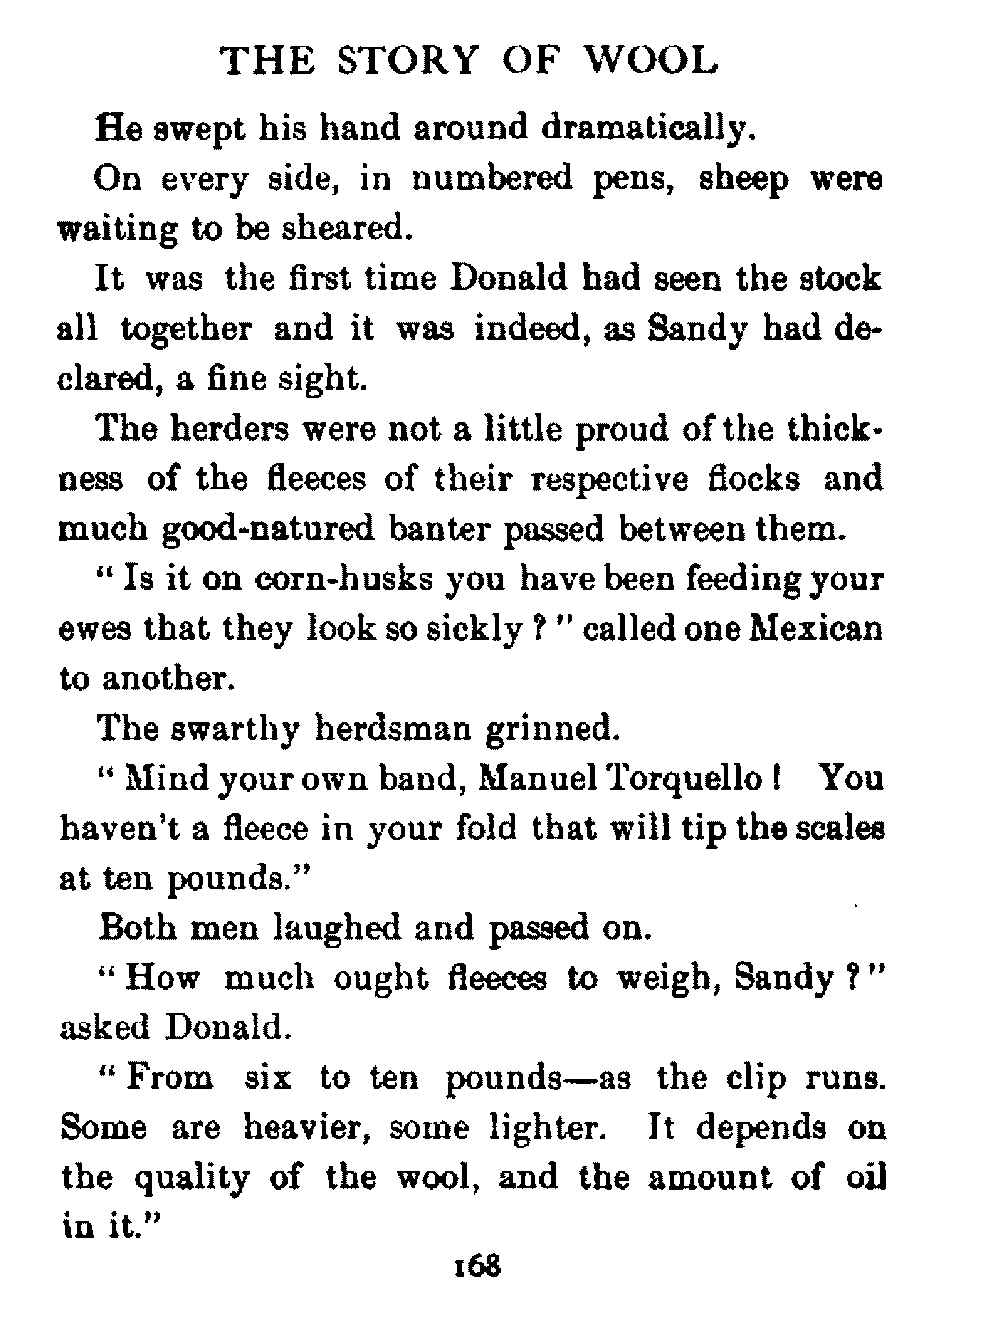 THE STORY OF WOOL
He swept his hand around dramatically.
On every side, in numbered pens, sheep were
waiting to be sheared.
It was the first time Donald had seen the stock
all together and it was indeed, as Sandy had de-
clared, a fine sight.
The herders were not a little proud of the thick-
ness of the fleeces of their respective flocks and
much good-natured banter passed between them.
"Is it on corn-husks you have been feeding your
ewes that they look so sickly?" called one Mexican
to another.
The swarthy herdsman grinned.
"Mind your own band, Manuel Torquello! You
haven't a fleece in your fold that will tip the scales
at ten pounds."
Both men laughed and passed on.
"How much ought fleeces to weigh, Sandy?"
asked Donald.
"From six to ten pounds—as the clip runs.
Some are heavier, some lighter. It depends on
the quality of the wool, and the amount of oil
in it."
168